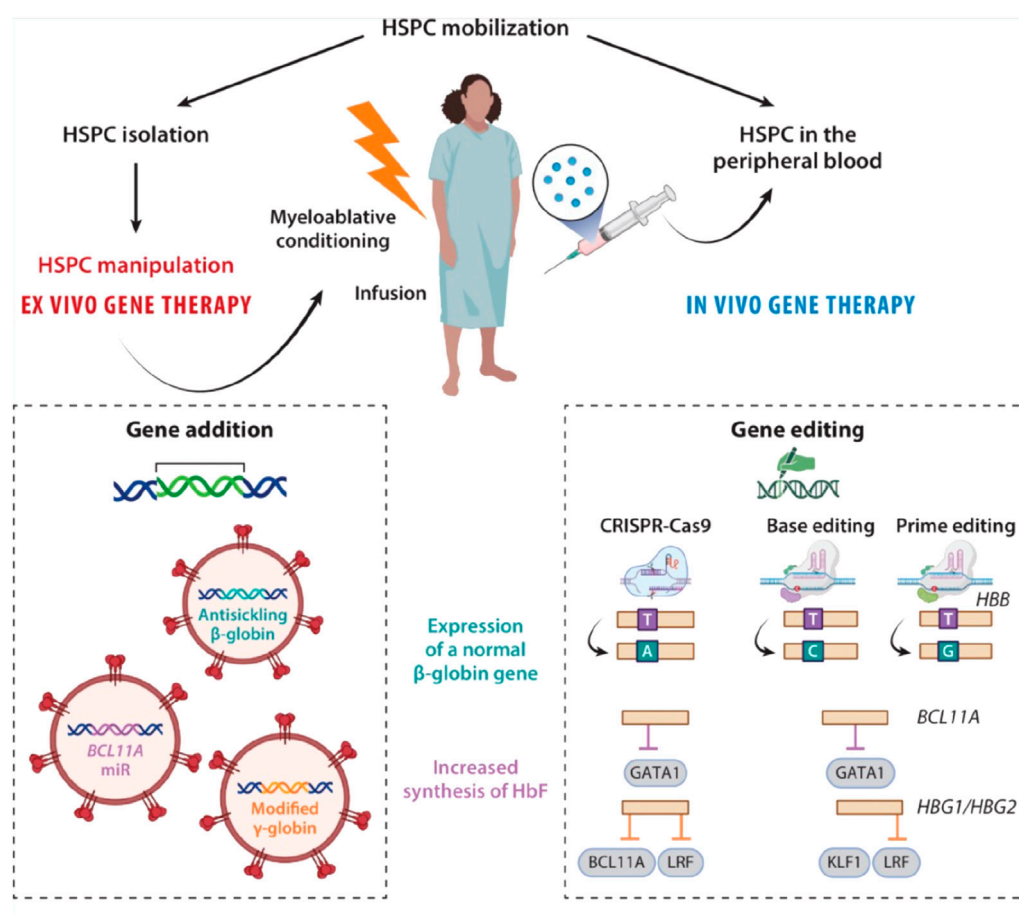 HSPC mobilization
HSPC isolation
HSPC in the
peripheral blood
Myeloablative
conditioning
HSPC manipulation
EX VIVO GENE THERAPY
Infusion
IN VIVO GENE THERAPY
Gene addition
Antisickling
β-globin
BCL11A
miR
Modified
γ-globin
Expression
of a normal
β-globin gene
Increased
synthesis of HbF
Gene editing
CRISPR-Cas9
Base editing
Prime editing
HBB
T
T
T
A
C
G
BCL11A
GATA1
GATA1
HBG1/HBG2
BCL11A
LRF
KLF1
LRF